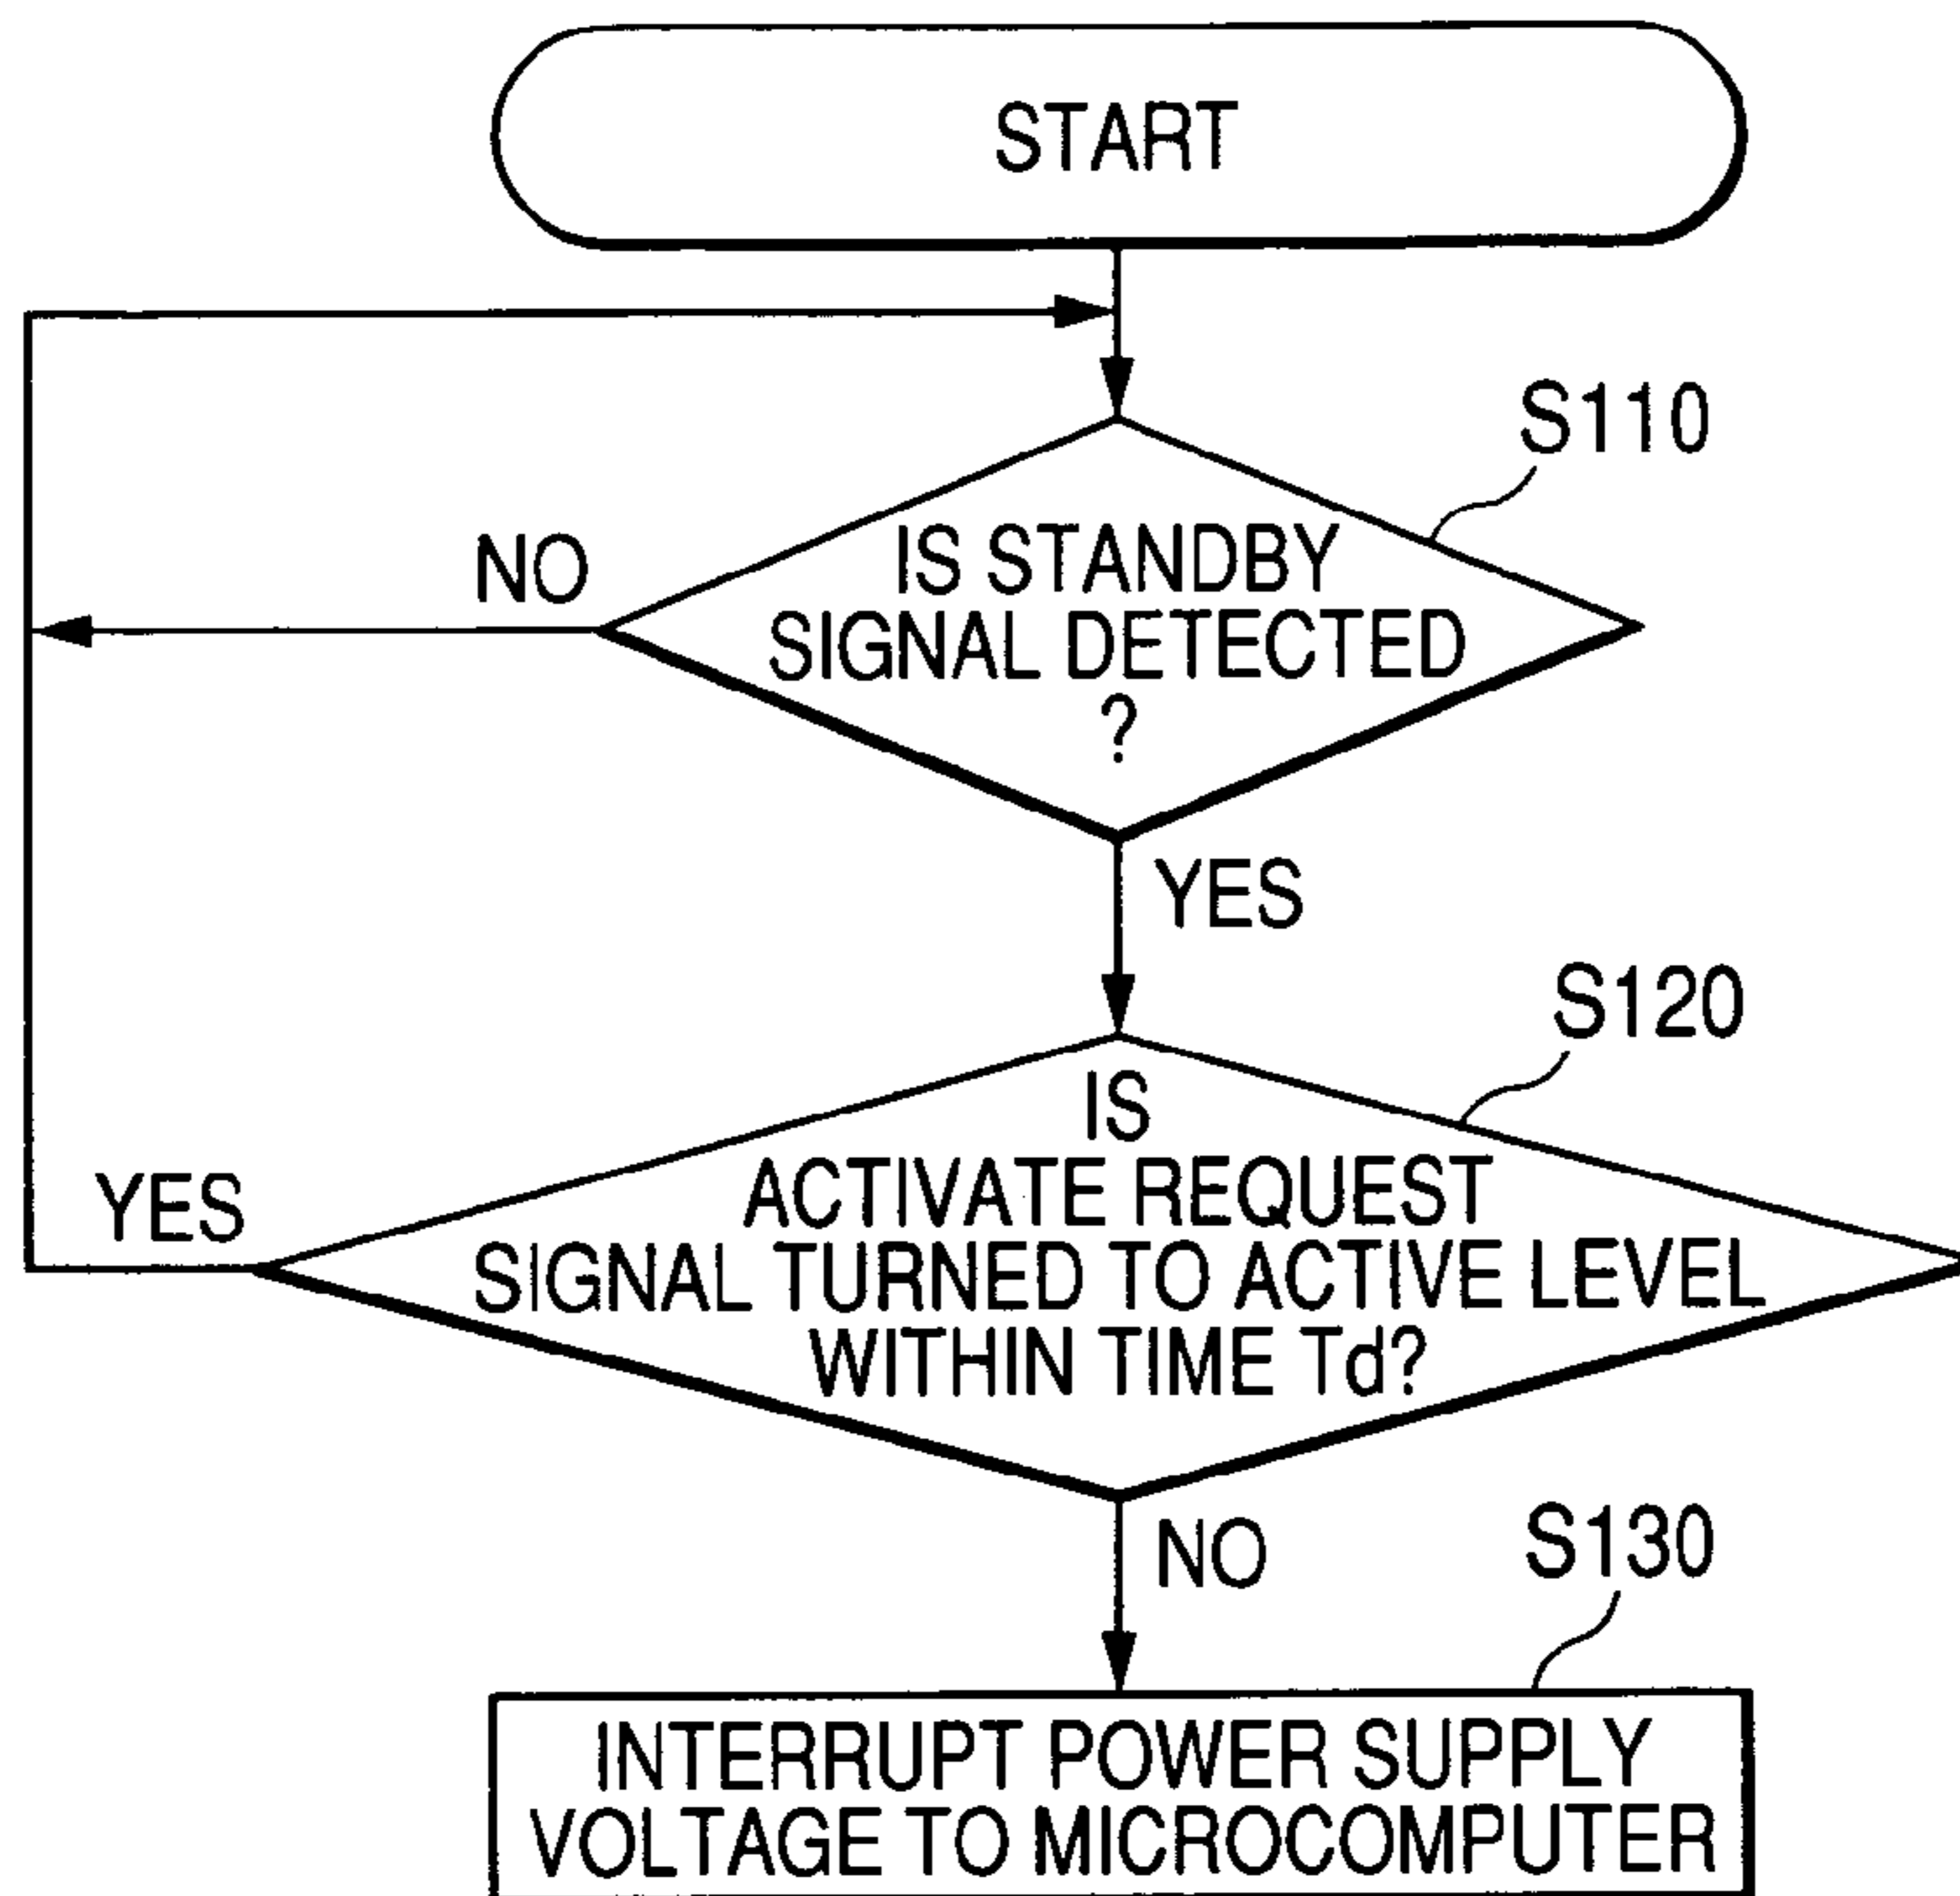 START
S110
NO
IS STANDBY
SIGNAL DETECTED
?
YES
S120
IS
ACTIVATE REQUEST
SIGNAL TURNED TO ACTIVE LEVEL
WITHIN TIME Td?
YES
NO
S130
INTERRUPT POWER SUPPLY
VOLTAGE TO MICROCOMPUTER